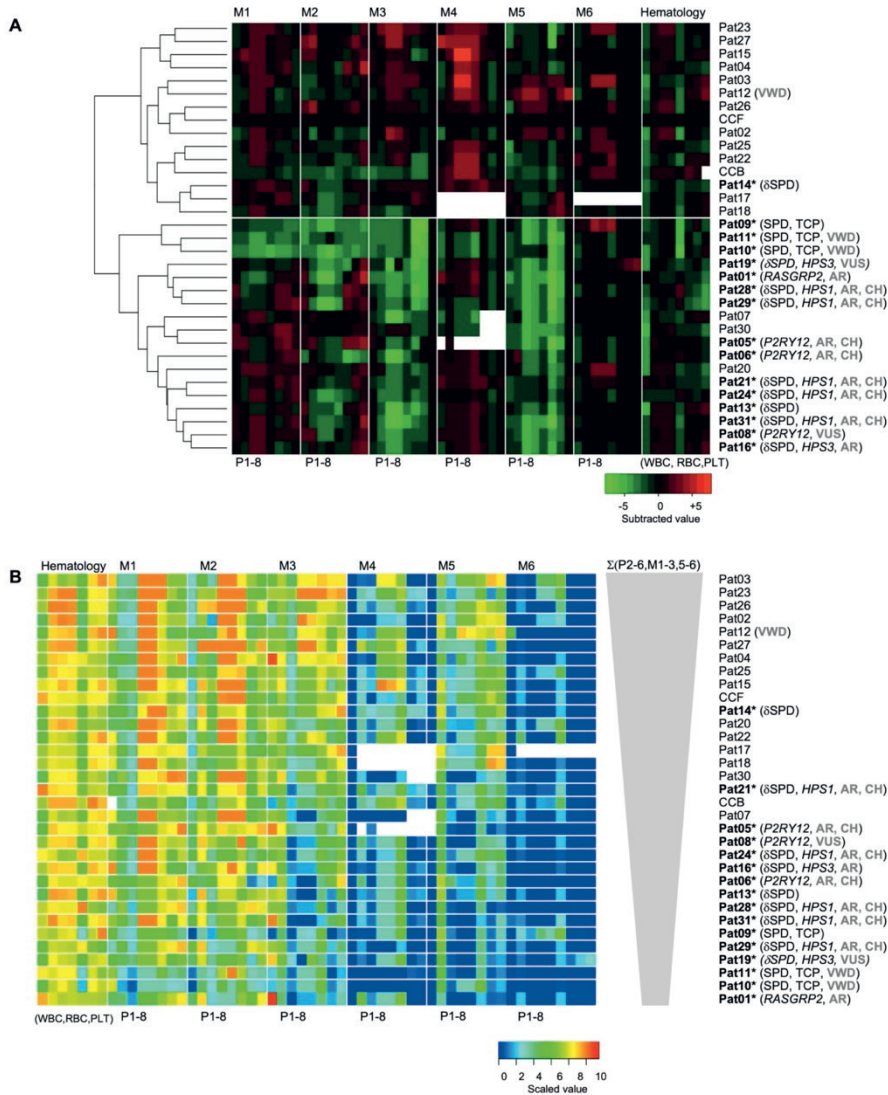 A
M1 M2 M3 M4 M5 M6 Hematology
Pat23
Pat27
Pat15
Pat04
Pat03
Pat12 (VWD)
Pat26
CCF
Pat02
Pat25
Pat22
CCB
Pat14* (δSPD)
Pat17
Pat18
Pat09* (SPD, TCP)
Pat11* (SPD, TCP, VWD)
Pat10* (SPD, TCP, VWD)
Pat19* (δSPD, HPS3, VUS)
Pat01* (RASGRP2, AR)
Pat28* (δSPD, HPS1, AR, CH)
Pat29* (δSPD, HPS1, AR, CH)
Pat07
Pat30
Pat05* (P2RY12, AR, CH)
Pat06* (P2RY12, AR, CH)
Pat20
Pat21* (δSPD, HPS1, AR, CH)
Pat24* (δSPD, HPS1, AR, CH)
Pat13* (δSPD)
Pat31* (δSPD, HPS1, AR, CH)
Pat08* (P2RY12, VUS)
Pat16* (δSPD, HPS3, AR)
P1-8 P1-8 P1-8 P1-8 P1-8 P1-8 (WBC, RBC,PLT)
-5 0 +5
Subtracted value
B
Hematology M1 M2 M3 M4 M5 M6 Σ(P2-6,M1-3,5-6)
Pat03
Pat23
Pat26
Pat02
Pat12 (VWD)
Pat27
Pat04
Pat25
Pat15
CCF
Pat14* (δSPD)
Pat20
Pat22
Pat17
Pat18
Pat30
Pat21* (δSPD, HPS1, AR, CH)
CCB
Pat07
Pat05* (P2RY12, AR, CH)
Pat08* (P2RY12, VUS)
Pat24* (δSPD, HPS1, AR, CH)
Pat16* (δSPD, HPS3, AR)
Pat06* (P2RY12, AR, CH)
Pat13* (δSPD)
Pat28* (δSPD, HPS1, AR, CH)
Pat31* (δSPD, HPS1, AR, CH)
Pat09* (SPD, TCP)
Pat29* (δSPD, HPS1, AR, CH)
Pat19* (δSPD, HPS3, VUS)
Pat11* (SPD, TCP, VWD)
Pat10* (SPD, TCP, VWD)
Pat01* (RASGRP2, AR)
(WBC,RBC,PLT) P1-8 P1-8 P1-8 P1-8 P1-8 P1-8
0 2 4 6 8 10
Scaled value